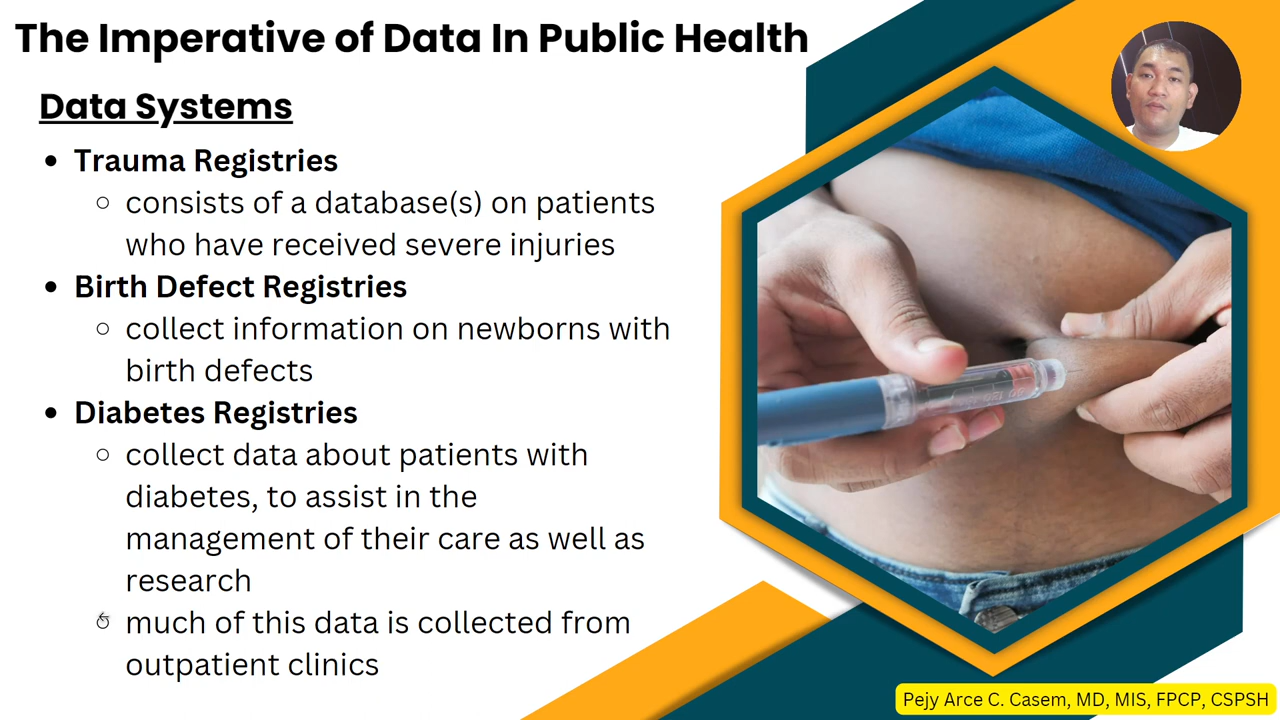 The Imperative of Data In Public Health
Data Systems
• Trauma Registries
○ consists of a database(s) on patients
who have received severe injuries
• Birth Defect Registries
○ collect information on newborns with
birth defects
• Diabetes Registries
○ collect data about patients with
diabetes, to assist in the
management of their care as well as
research
○ much of this data is collected from
outpatient clinics
Pejy Arce C. Casem, MD, MIS, FPCP, CSPSH